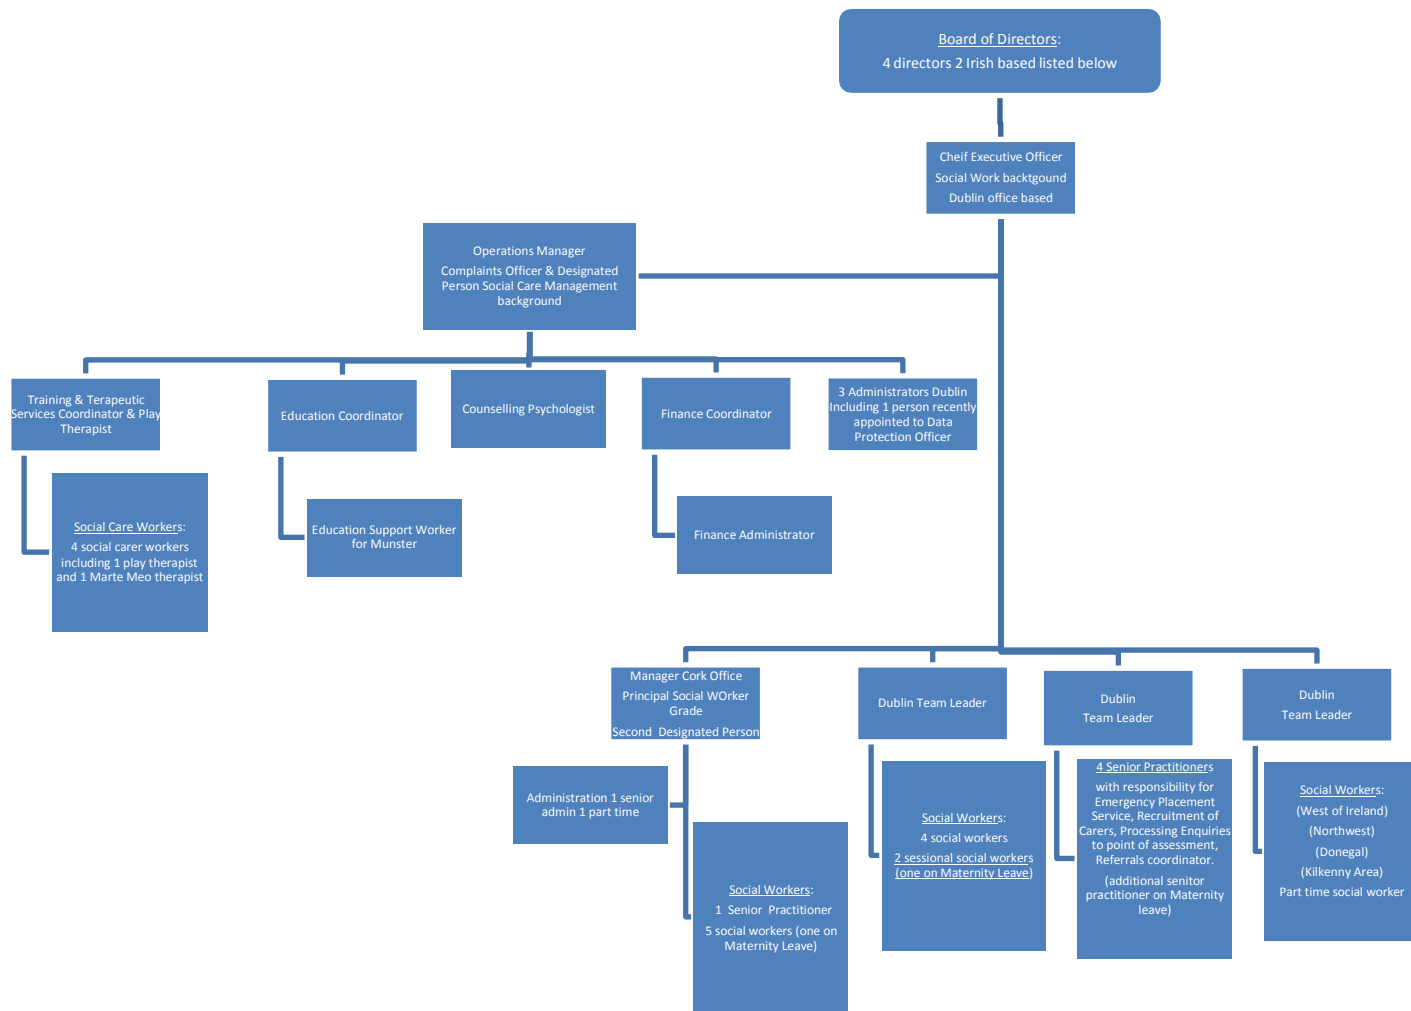 Board of Directors:
4 directors 2 Irish based listed below
Cheif Executive Officer
Social Work backtgound
Dublin office based
Operations Manager
Complaints Officer & Designated
Person Social Care Management
background
Training & Terapeutic
Services Coordinator & Play
Therapist
Education Coordinator
Counselling Psychologist
Finance Coordinator
3 Administrators Dublin
Including 1 person recently
appointed to Data
Protection Officer
Social Care Workers:
4 social carer workers
including 1 play therapist
and 1 Marte Meo therapist
Education Support Worker
for Munster
Finance Administrator
Manager Cork Office
Principal Social WOrker
Grade
Second Designated Person
Dublin Team Leader
Dublin
Team Leader
Dublin
Team Leader
Administration 1 senior
admin 1 part time
Social Workers:
1 Senior Practitioner
5 social workers (one on
Maternity Leave)
Social Workers:
4 social workers
2 sessional social workers
(one on Maternity Leave)
4 Senior Practitioners
with responsibility for
Emergency Placement
Service, Recruitment of
Carers, Processing Enquiries
to point of assessment,
Referrals coordinator.
(additional senitor
practitioner on Maternity
leave)
Social Workers:
(West of Ireland)
(Northwest)
(Donegal)
(Kilkenny Area)
Part time social worker